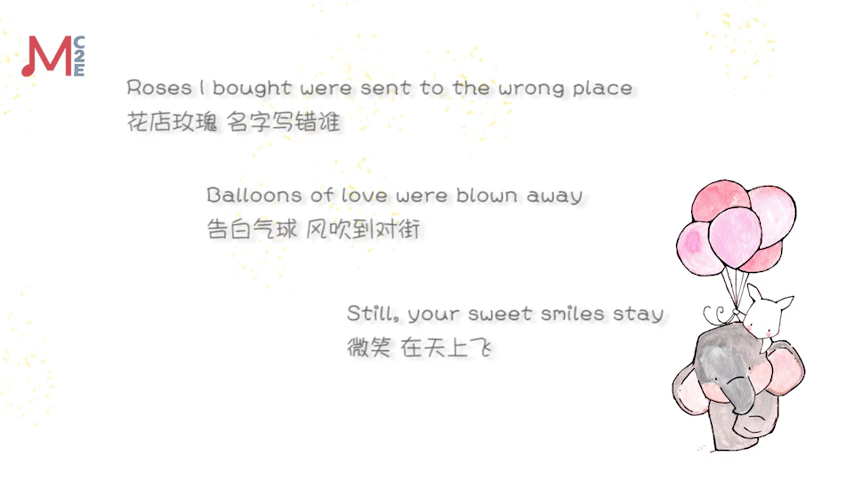 MC2E
Roses I bought were sent to the wrong place
花店玫瑰 名字写错谁
Balloons of love were blown away
告白气球 风吹到对街
Still, your sweet smiles stay
微笑 在天上飞